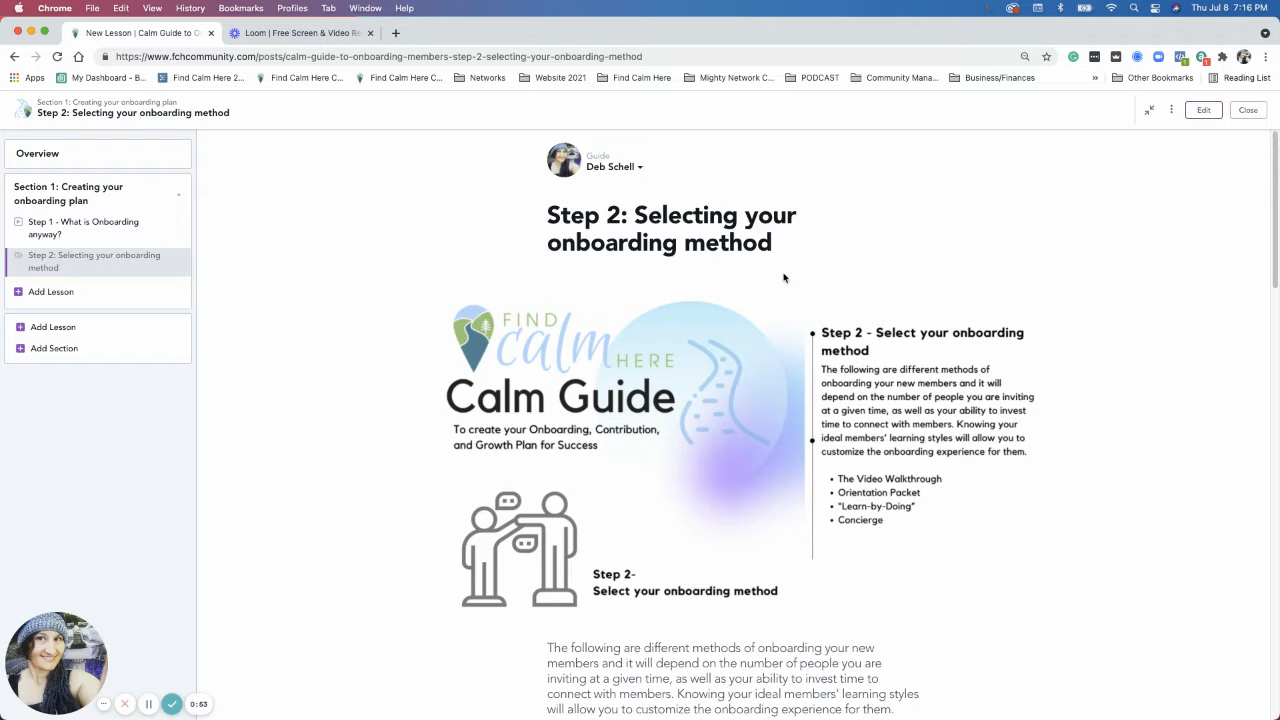 Chrome File Edit View History Bookmarks Profiles Tab Window Help Thu Jul 8 7:16 PM
New Lesson | Calm Guide to O Loom | Free Screen & Video Re
https://www.fchcommunity.com/posts/calm-guide-to-onboarding-members-step-2-selecting-your-onboarding-method
Apps My Dashboard - B... Find Calm Here 2... Find Calm Here C... Find Calm Here C... Networks Website 2021 Find Calm Here Mighty Network C... PODCAST Community Mana... Business/Finances » Other Bookmarks Reading List
Section 1: Creating your onboarding plan
Step 2: Selecting your onboarding method
Edit
Close
Overview
Section 1: Creating your
onboarding plan
Step 1 - What is Onboarding
anyway?
Step 2: Selecting your onboarding
method
Add Lesson
Add Lesson
Add Section
Guide
Deb Schell
Step 2: Selecting your
onboarding method
FIND
calm
HERE
Calm Guide
To create your Onboarding, Contribution,
and Growth Plan for Success
Step 2-
Select your onboarding method
Step 2 - Select your onboarding
method
The following are different methods of
onboarding your new members and it will
depend on the number of people you are inviting
at a given time, as well as your ability to invest
time to connect with members. Knowing your
ideal members' learning styles will allow you to
customize the onboarding experience for them.
• The Video Walkthrough
• Orientation Packet
• "Learn-by-Doing"
• Concierge
The following are different methods of onboarding your new
members and it will depend on the number of people you are
inviting at a given time, as well as your ability to invest time to
connect with members. Knowing your ideal members' learning styles
will allow you to customize the onboarding experience for them.
0:53